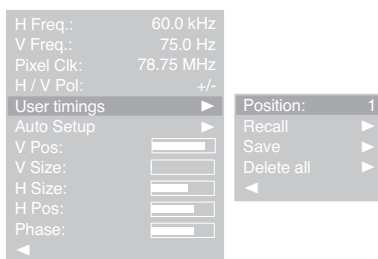 H Freq.: 60.0 kHz
V Freq.: 75.0 Hz
Pixel Clk: 78.75 MHz
H / V Pol: +/-
User timings
Auto Setup
V Pos:
V Size:
H Size:
H Pos:
Phase:
Position: 1
Recall
Save
Delete all